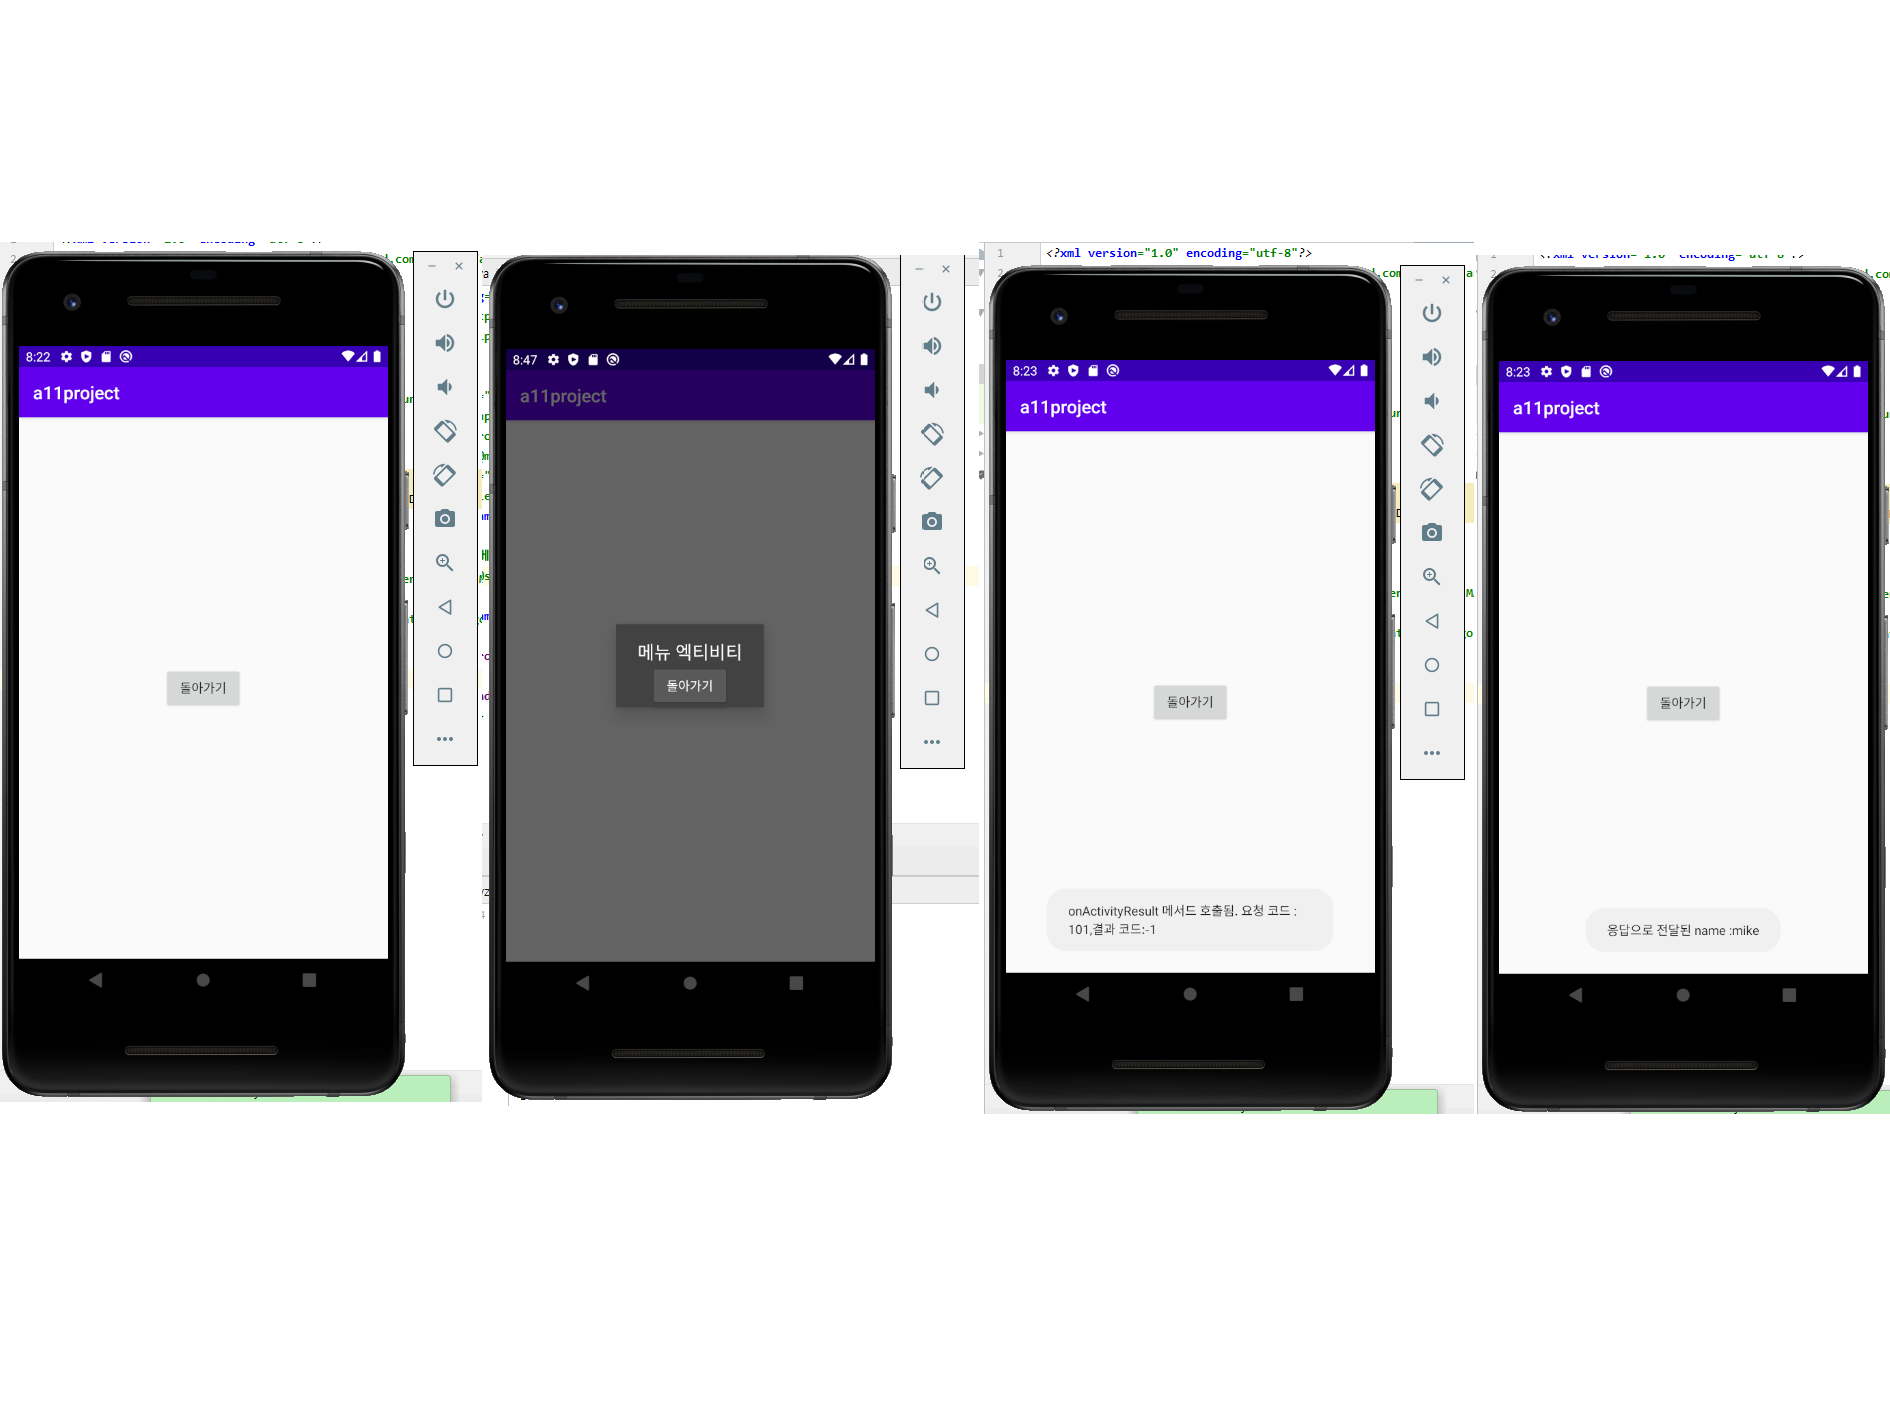 8:22
a11project
돌아가기
8:47
a11project
메뉴 엑티비티
돌아가기
1 <?xml version="1.0" encoding="utf-8"?>
8:23
a11project
돌아가기
onActivityResult 메서드 호출됨. 요청 코드 :
101,결과 코드:-1
8:23
a11project
돌아가기
응답으로 전달된 name :mike